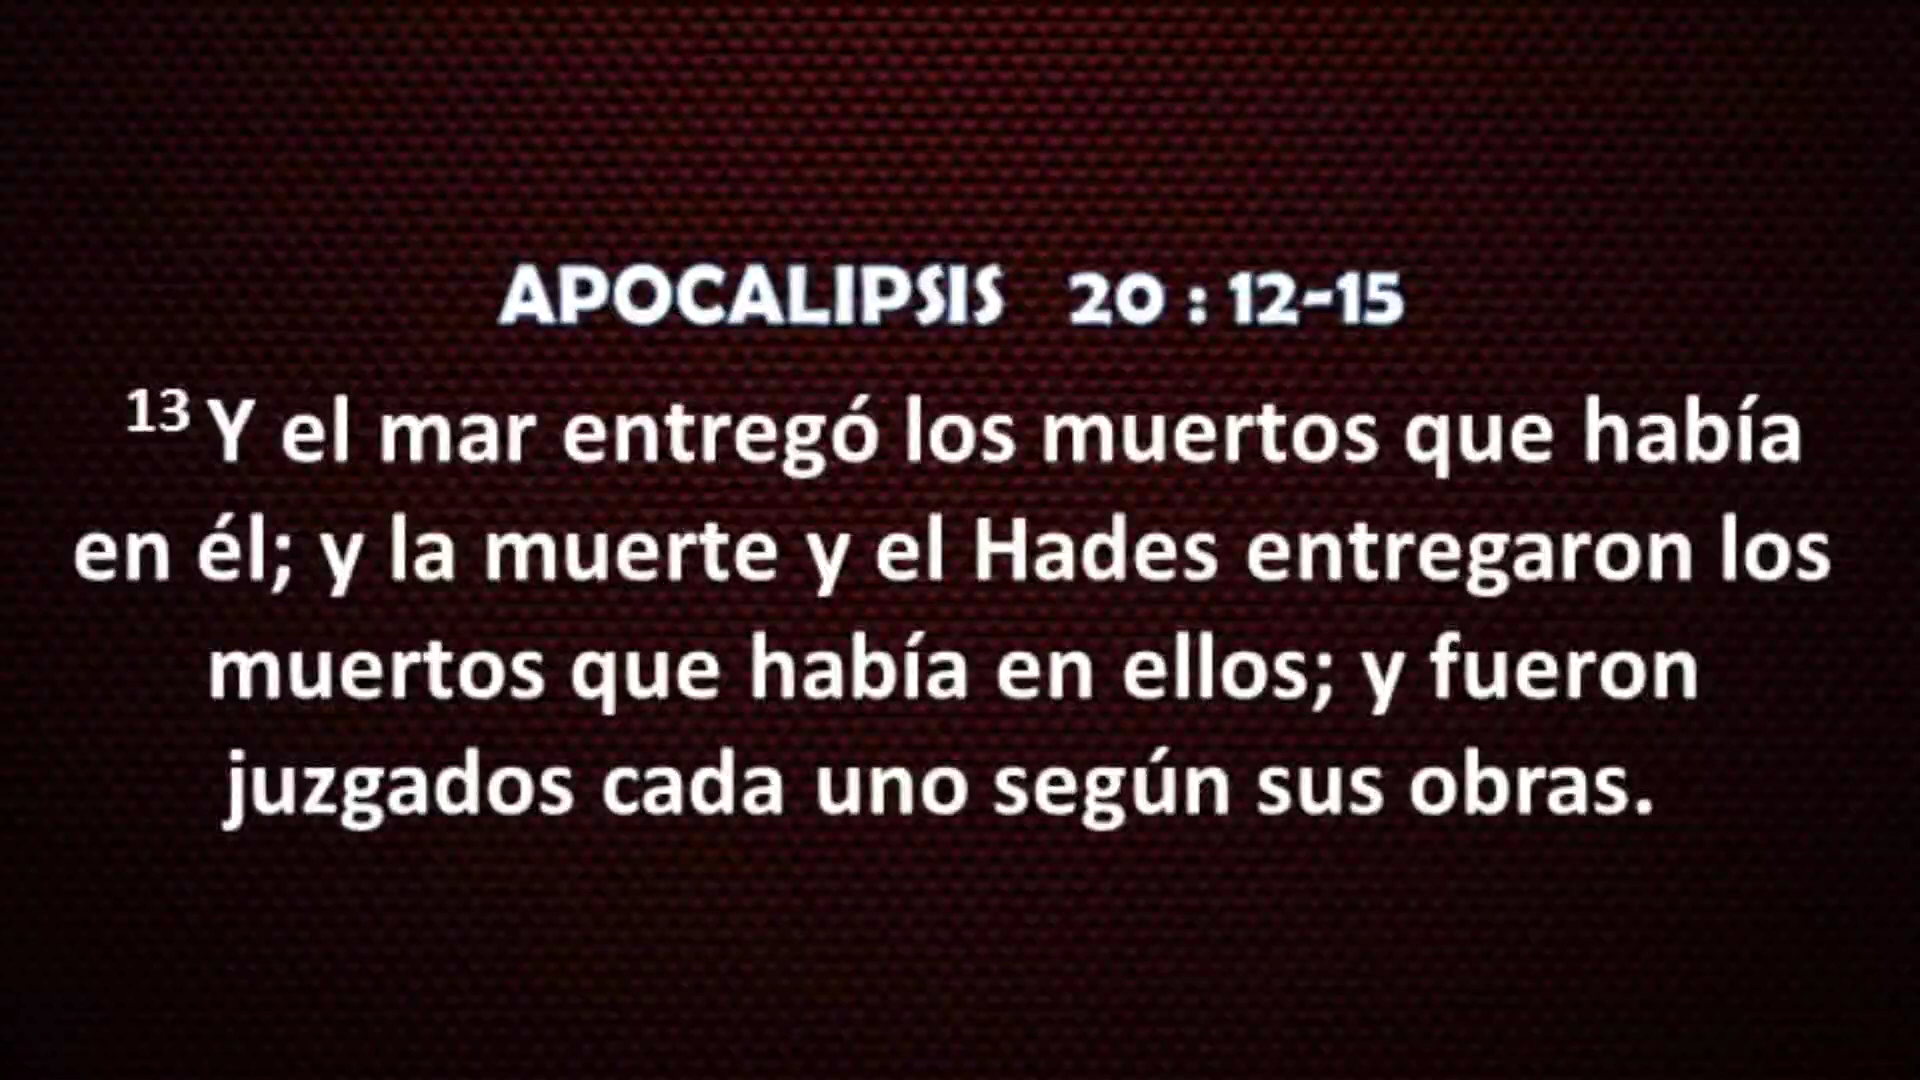 APOCALIPSIS 20 : 12-15
13 Y el mar entregó los muertos que había
en él; y la muerte y el Hades entregaron los
muertos que había en ellos; y fueron
juzgados cada uno según sus obras.